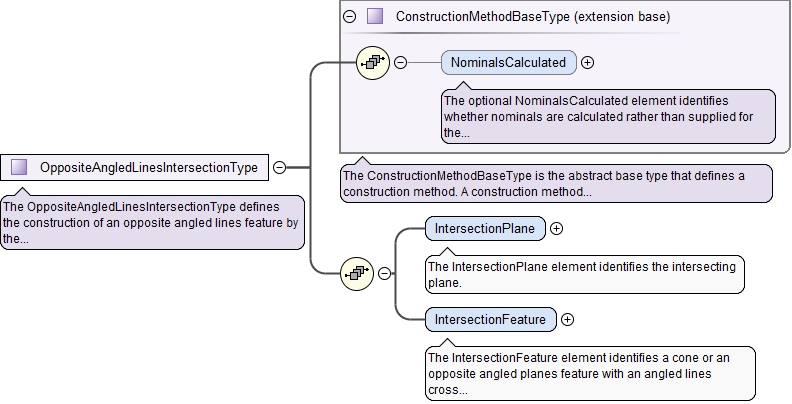 ConstructionMethodBaseType (extension base)
NominalsCalculated
The optional NominalsCalculated element identifies
whether nominals are calculated rather than supplied for
the...
OppositeAngledLinesIntersectionType
The OppositeAngledLinesIntersectionType defines
the construction of an opposite angled lines feature by
the...
The ConstructionMethodBaseType is the abstract base type that defines a
construction method. A construction method...
IntersectionPlane
The IntersectionPlane element identifies the intersecting
plane.
IntersectionFeature
The IntersectionFeature element identifies a cone or an
opposite angled planes feature with an angled lines
cross...